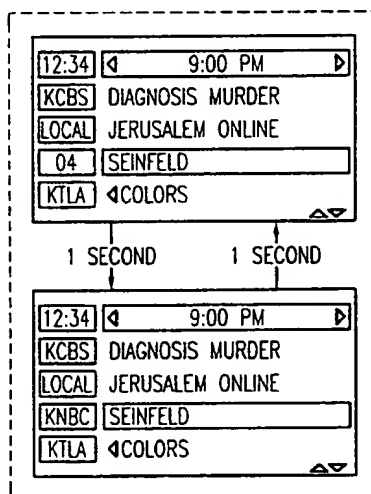 12:34 9:00 PM
KCBS DIAGNOSIS MURDER
LOCAL JERUSALEM ONLINE
04 SEINFELD
KTLA COLORS
1 SECOND 1 SECOND
12:34 9:00 PM
KCBS DIAGNOSIS MURDER
LOCAL JERUSALEM ONLINE
KNBC SEINFELD
KTLA COLORS